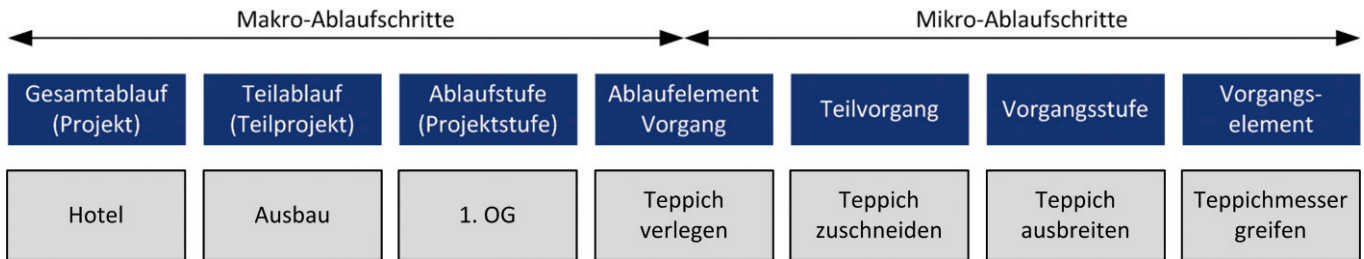 Makro-Ablaufschritte Mikro-Ablaufschritte
Gesamtablauf Teilablauf Ablaufstufe Ablaufelement Teilvorgang Vorgangsstufe Vorgangs-
(Projekt) (Teilprojekt) (Projektstufe) Vorgang element
Hotel Ausbau 1. OG Teppich Teppich Teppich Teppichmesser
verlegen zuschneiden ausbreiten greifen